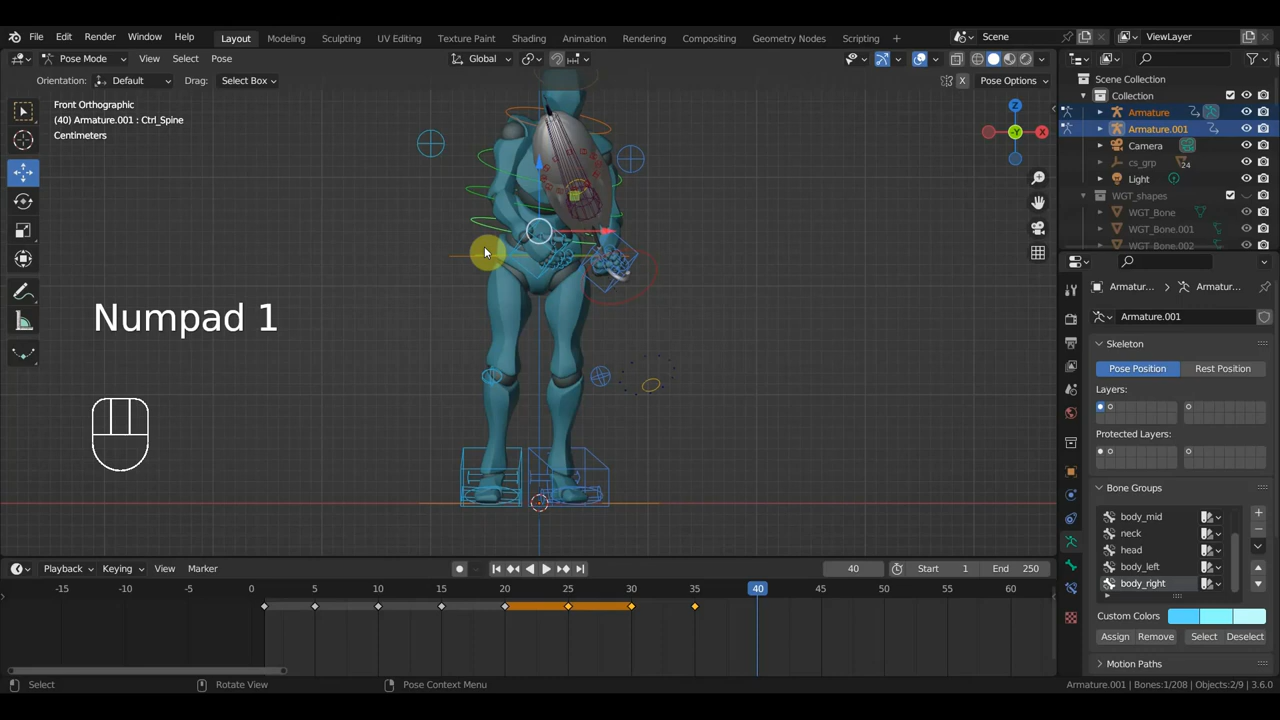 File Edit Render Window Help Layout Modeling Sculpting UV Editing Texture Paint Shading Animation Rendering Compositing Geometry Nodes Scripting Scene ViewLayer
Pose Mode View Select Pose Global
Orientation: Default Drag: Select Box X Pose Options
Front Orthographic
(40) Armature.001 : Ctrl_Spine
Centimeters
Numpad 1
Z
X
-Y
Scene Collection
Collection
Armature
Armature.001
Camera
cs_grp 24
Light
WGT_shapes
WGT_Bone
WGT_Bone.001
WGT_Bone.002
Armatur... Armatur...
Armature.001
Skeleton
Pose Position Rest Position
Layers:
Protected Layers:
Bone Groups
body_mid
neck
head
body_left
body_right
Custom Colors
Assign Remove Select Deselect
Motion Paths
Playback Keying View Marker 40 Start 1 End 250
-15 -10 -5 0 5 10 15 20 25 30 35 40 45 50 55 60
Select Rotate View Pose Context Menu Armature.001 | Bones:1/208 | Objects:2/9 | 3.6.0